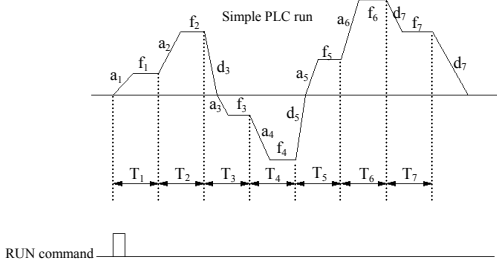 Simple PLC run
a1 f1 a2 f2 d3 a3 f3 a4 f4 d5 a5 f5 a6 f6 d7 f7 d7
T1 T2 T3 T4 T5 T6 T7
RUN command